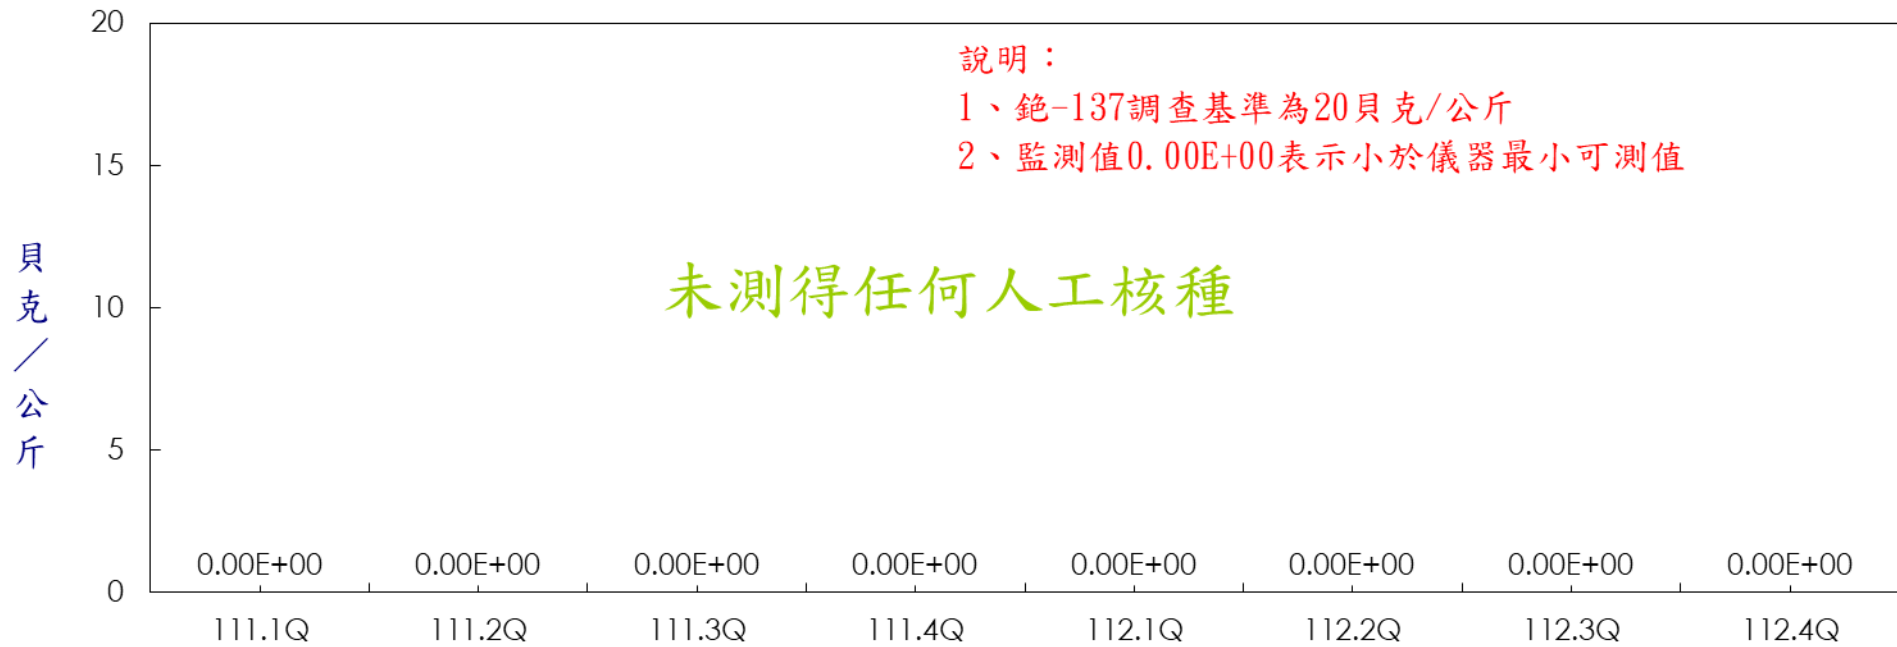 20
說明：
1、銫-137調查基準為20貝克/公斤
2、監測值0.00E+00表示小於儀器最小可測值
15
貝克／公斤
未測得任何人工核種
10
5
0.00E+00 0.00E+00 0.00E+00 0.00E+00 0.00E+00 0.00E+00 0.00E+00 0.00E+00
0
111.1Q 111.2Q 111.3Q 111.4Q 112.1Q 112.2Q 112.3Q 112.4Q